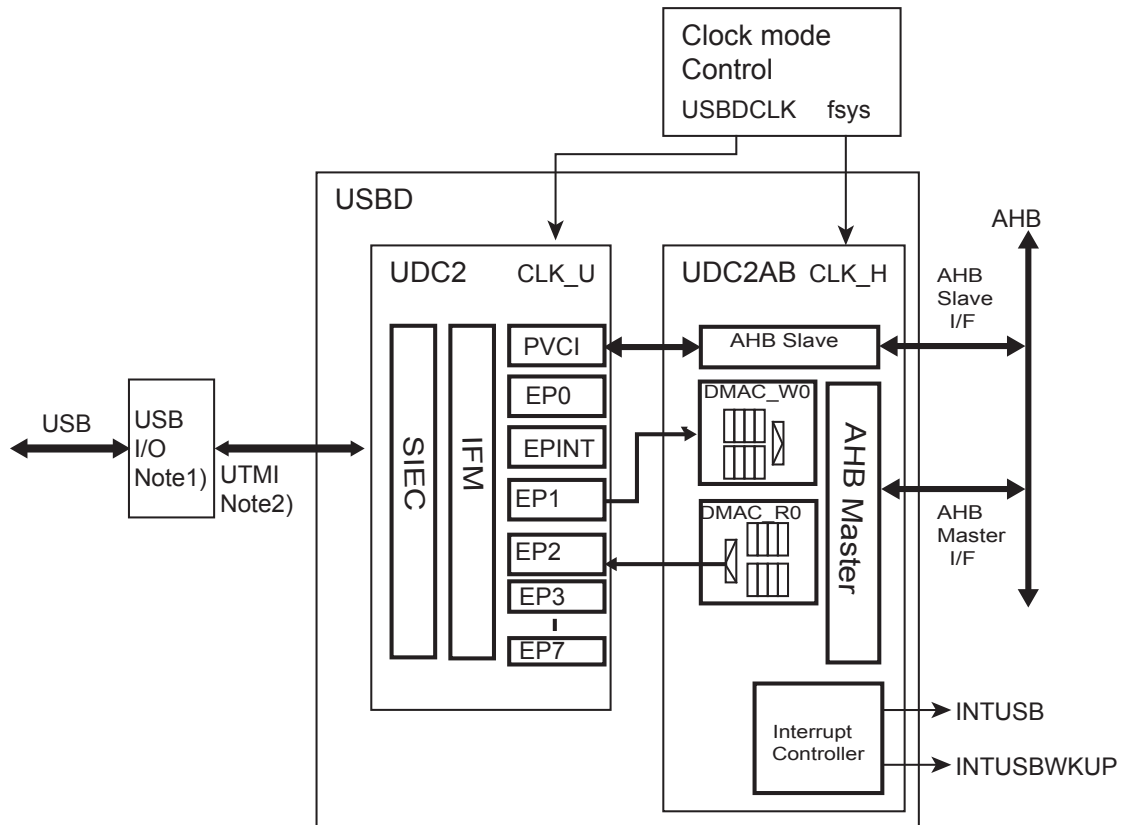 Clock mode
Control
USBDCLK fsys
USBD
AHB
UDC2 CLK_U
UDC2AB CLK_H
AHB
Slave
I/F
PVCI
AHB Slave
EP0
DMAC_W0
USB
USB
I/O
Note1)
UTMI
Note2)
SIEC
IFM
EPINT
EP1
AHB Master
DMAC_R0
AHB
Master
I/F
EP2
EP3
EP7
Interrupt
Controller
INTUSB
INTUSBWKUP